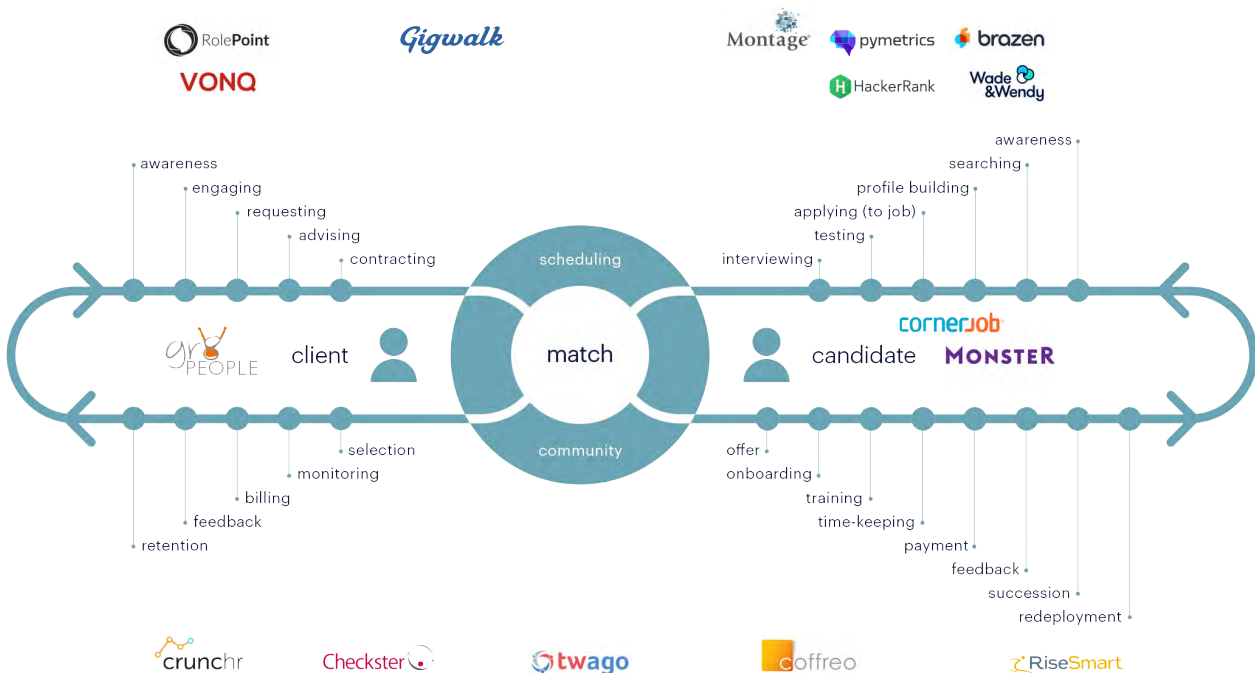 RolePoint
VONQ
Gigwalk
Montage
pymetrics
brazen
HackerRank
Wade
&Wendy
awareness
engaging
requesting
advising
contracting
scheduling
awareness
searching
profile building
applying (to job)
testing
interviewing
gr8
PEOPLE
client
match
candidate
cornerjob
MONSTER
selection
monitoring
billing
feedback
retention
community
offer
onboarding
training
time-keeping
payment
feedback
succession
redeployment
crunchr
Checkster
twago
coffreo
RiseSmart